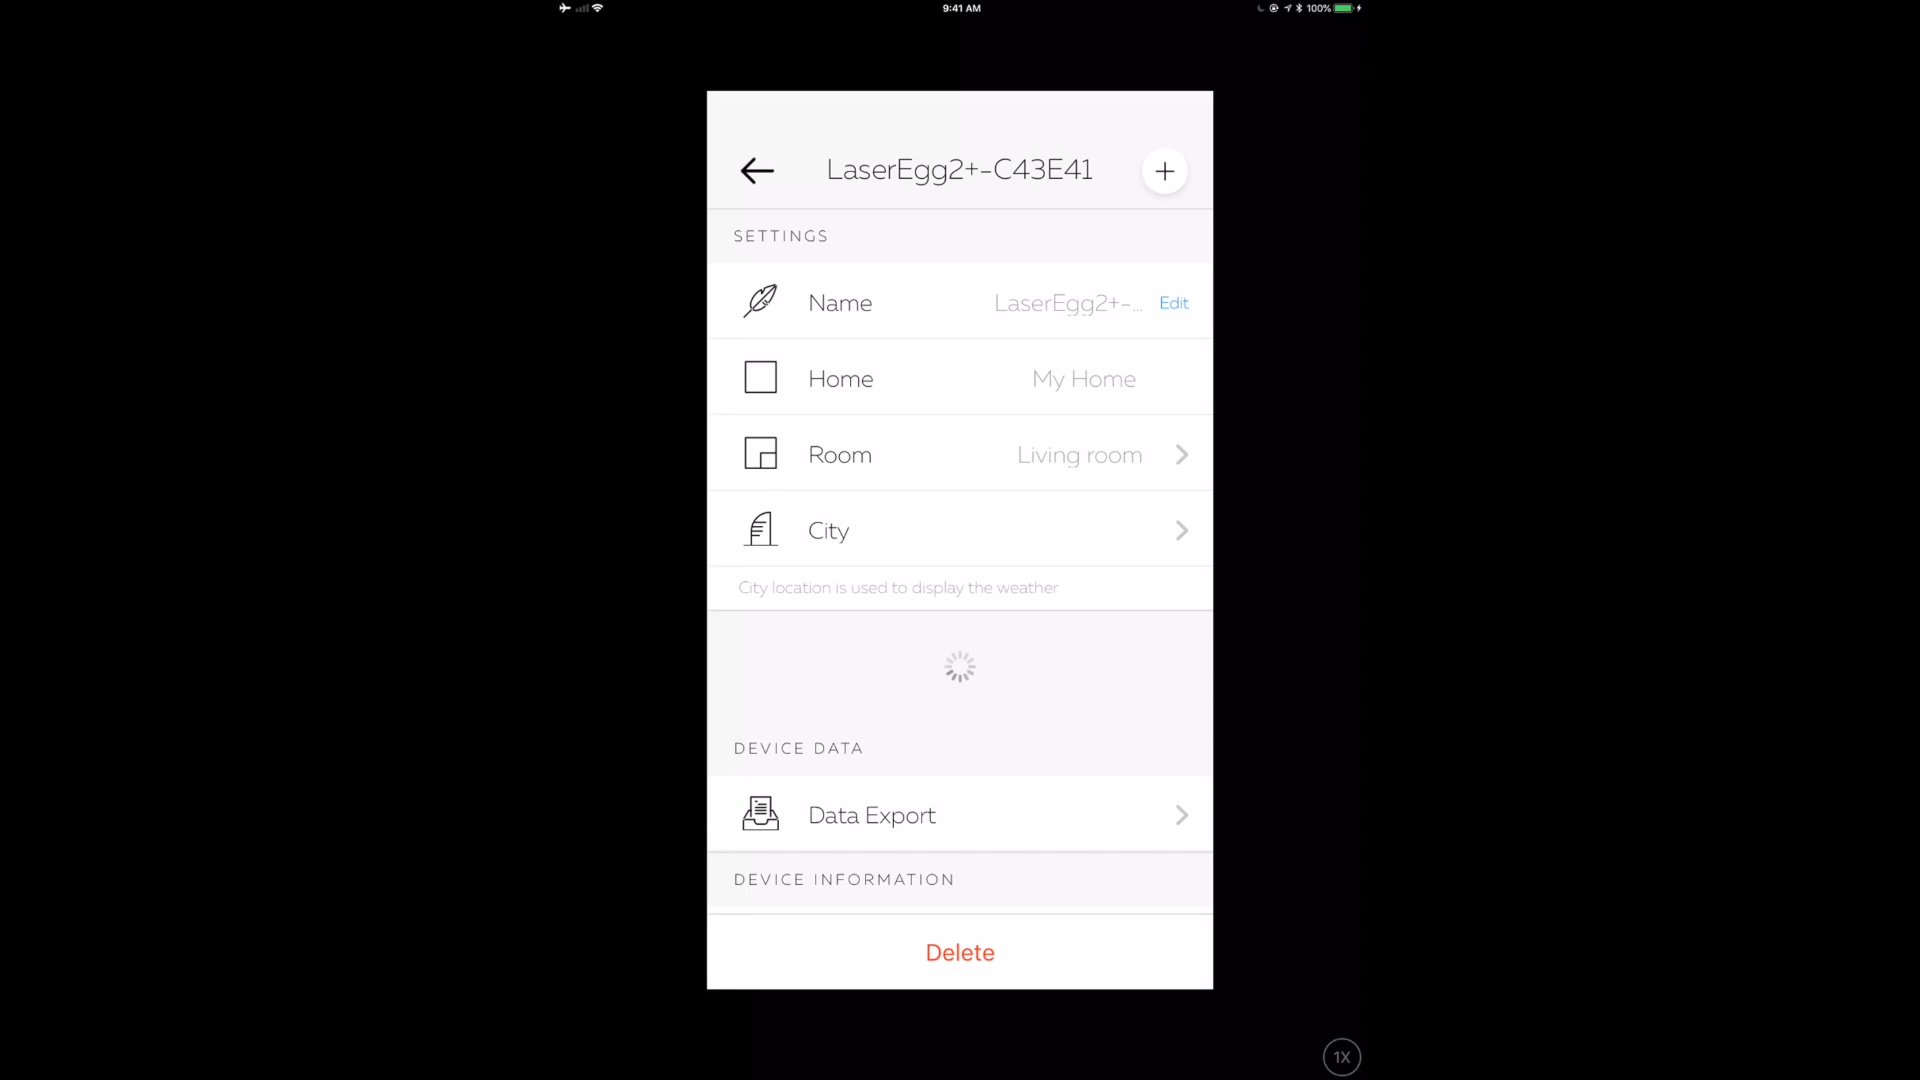 9:41 AM
100%
LaserEgg2+-C43E41
SETTINGS
Name
LaserEgg2+-...
Edit
Home
My Home
Room
Living room
City
City location is used to display the weather
DEVICE DATA
Data Export
DEVICE INFORMATION
Delete
1X